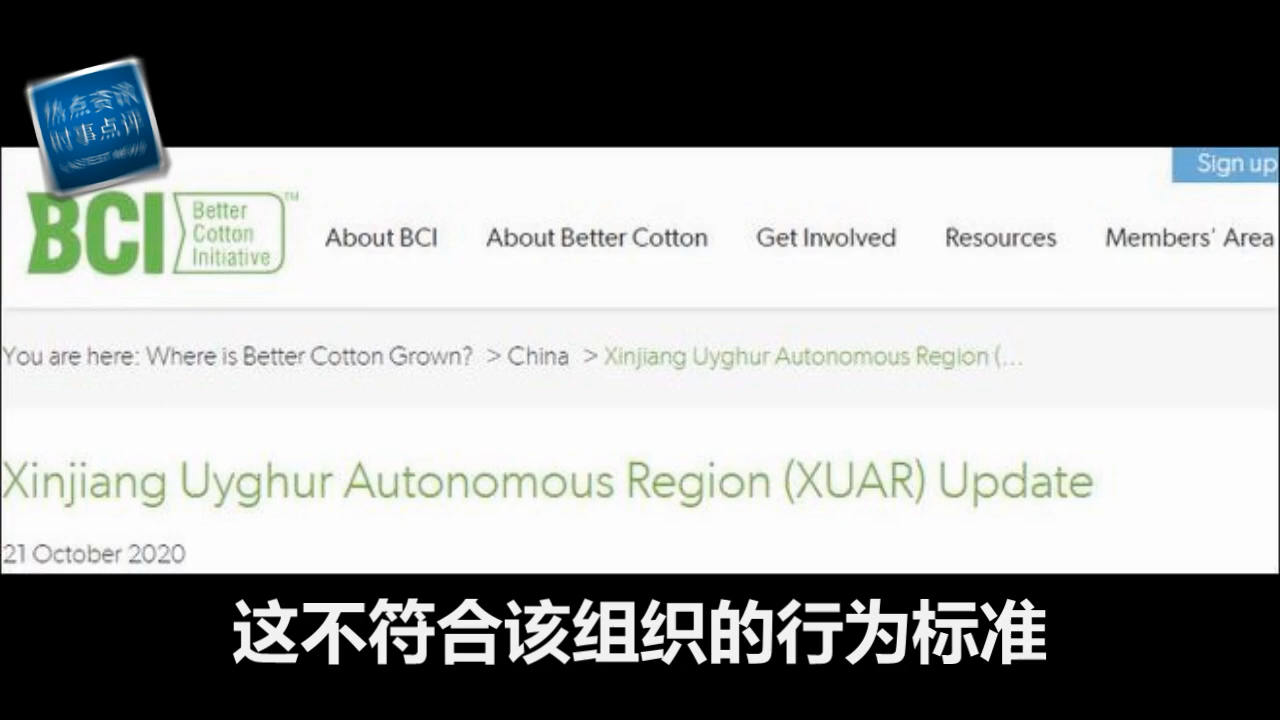 热点资讯
时事点评
Sign up
BCI Better Cotton Initiative™
About BCI About Better Cotton Get Involved Resources Members' Area
You are here: Where is Better Cotton Grown? > China > Xinjiang Uyghur Autonomous Region (...
Xinjiang Uyghur Autonomous Region (XUAR) Update
21 October 2020
这不符合该组织的行为标准